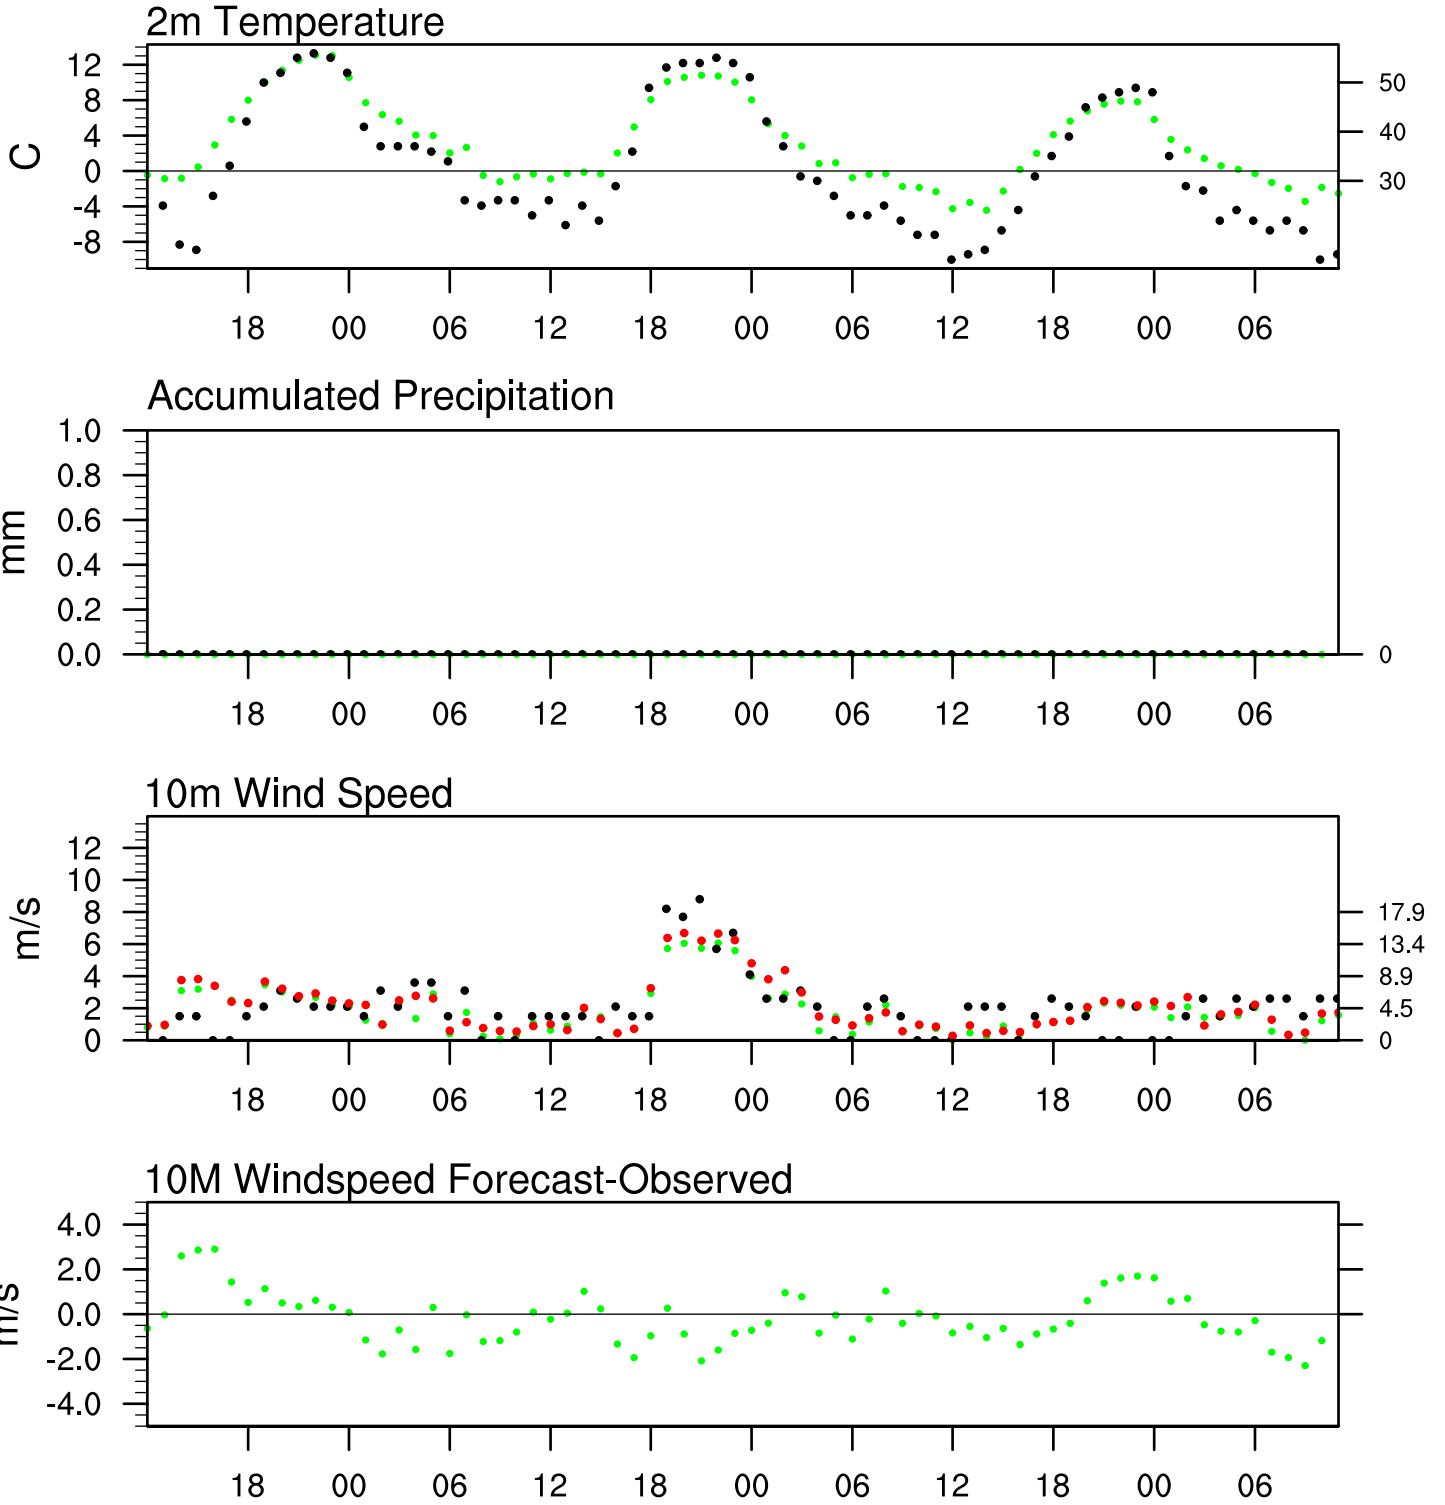 2m Temperature
12
8
4
0
-4
-8
C
50
40
30
18 00 06 12 18 00 06 12 18 00 06
Accumulated Precipitation
1.0
0.8
0.6
0.4
0.2
0.0
mm
0
18 00 06 12 18 00 06 12 18 00 06
10m Wind Speed
12
10
8
6
4
2
0
m/s
17.9
13.4
8.9
4.5
0
18 00 06 12 18 00 06 12 18 00 06
10M Windspeed Forecast-Observed
4.0
2.0
0.0
-2.0
-4.0
m/s
18 00 06 12 18 00 06 12 18 00 06